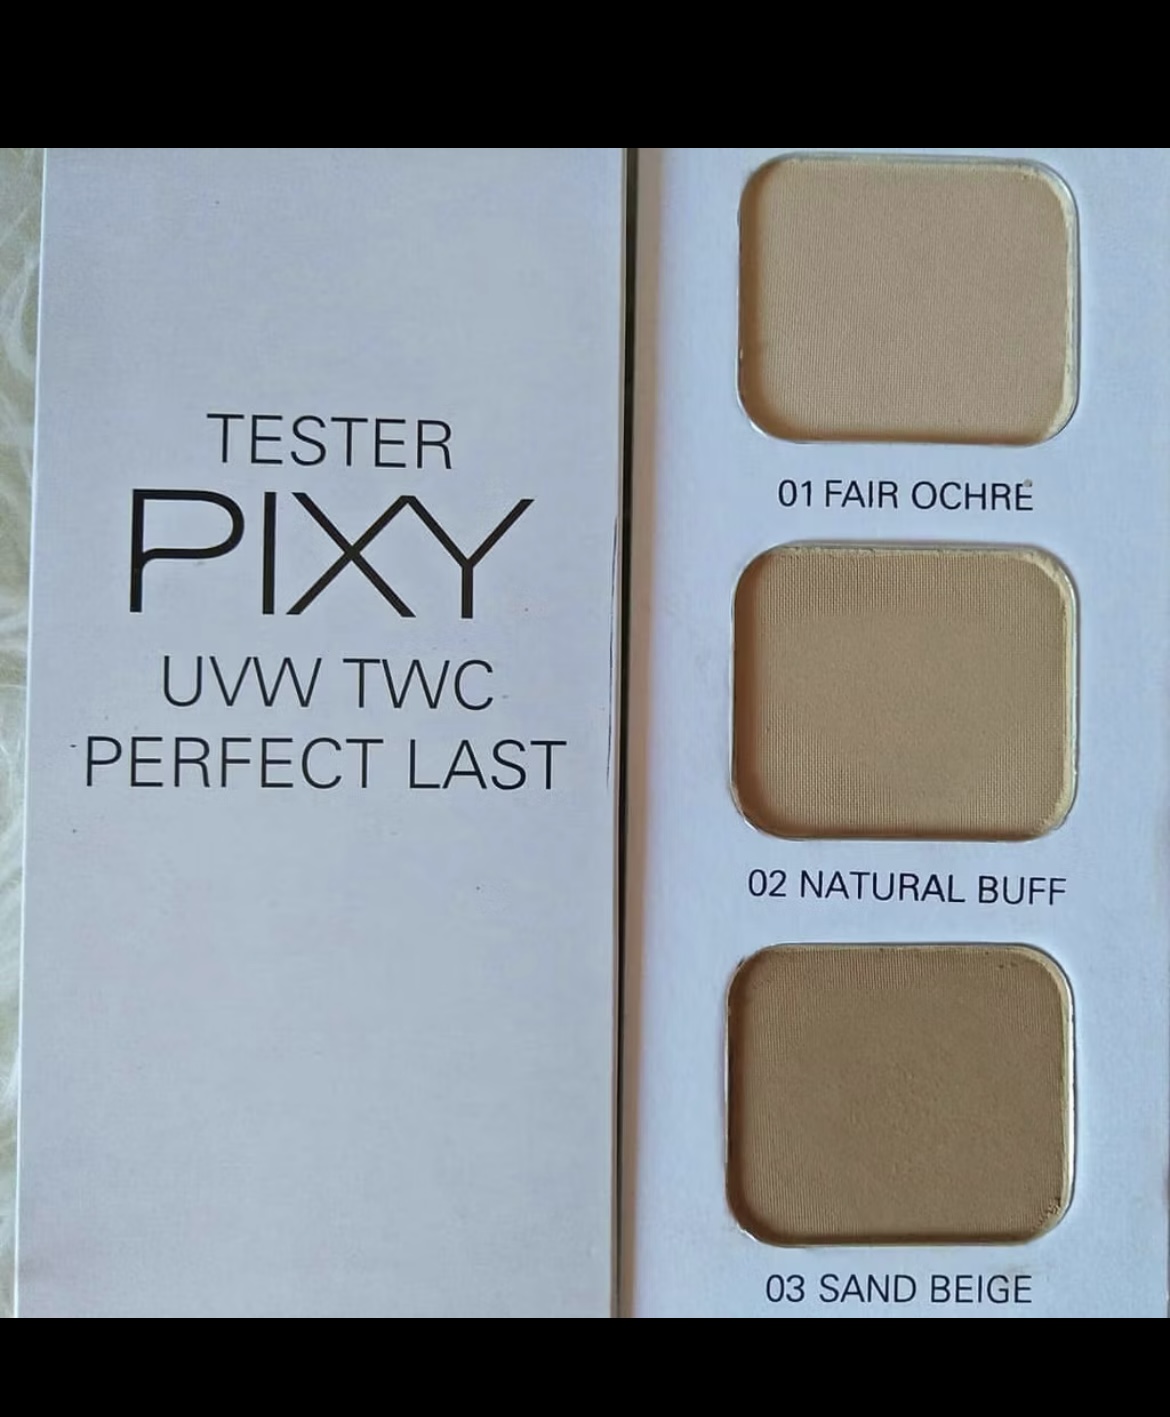 TESTER
PIXY
UVW TWC
PERFECT LAST
01 FAIR OCHRE
02 NATURAL BUFF
03 SAND BEIGE